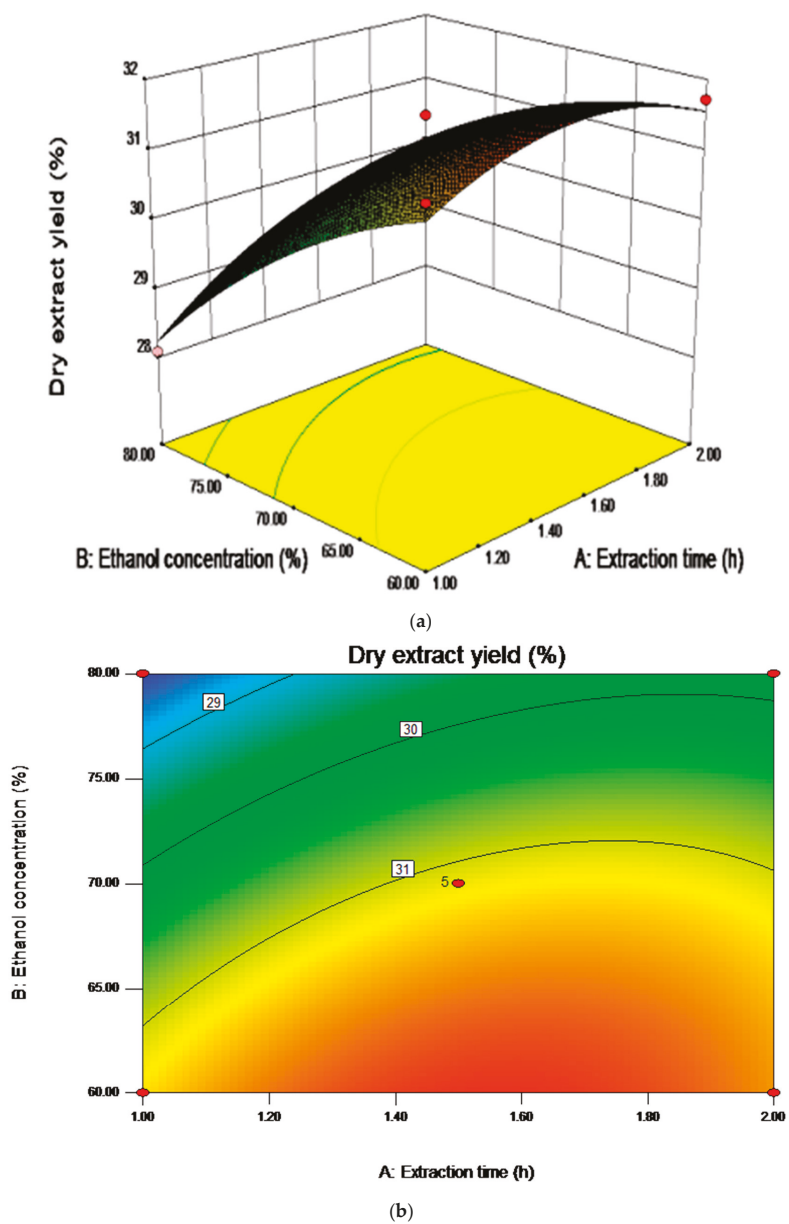 32
31
30
29
28
Dry extract yield (%)
80.00
75.00
70.00
65.00
60.00
B: Ethanol concentration (%)
1.00
1.20
1.40
1.60
1.80
2.00
A: Extraction time (h)
(a)
Dry extract yield (%)
80.00
75.00
70.00
65.00
60.00
B: Ethanol concentration (%)
29
30
31
5
1.00 1.20 1.40 1.60 1.80 2.00
A: Extraction time (h)
(b)